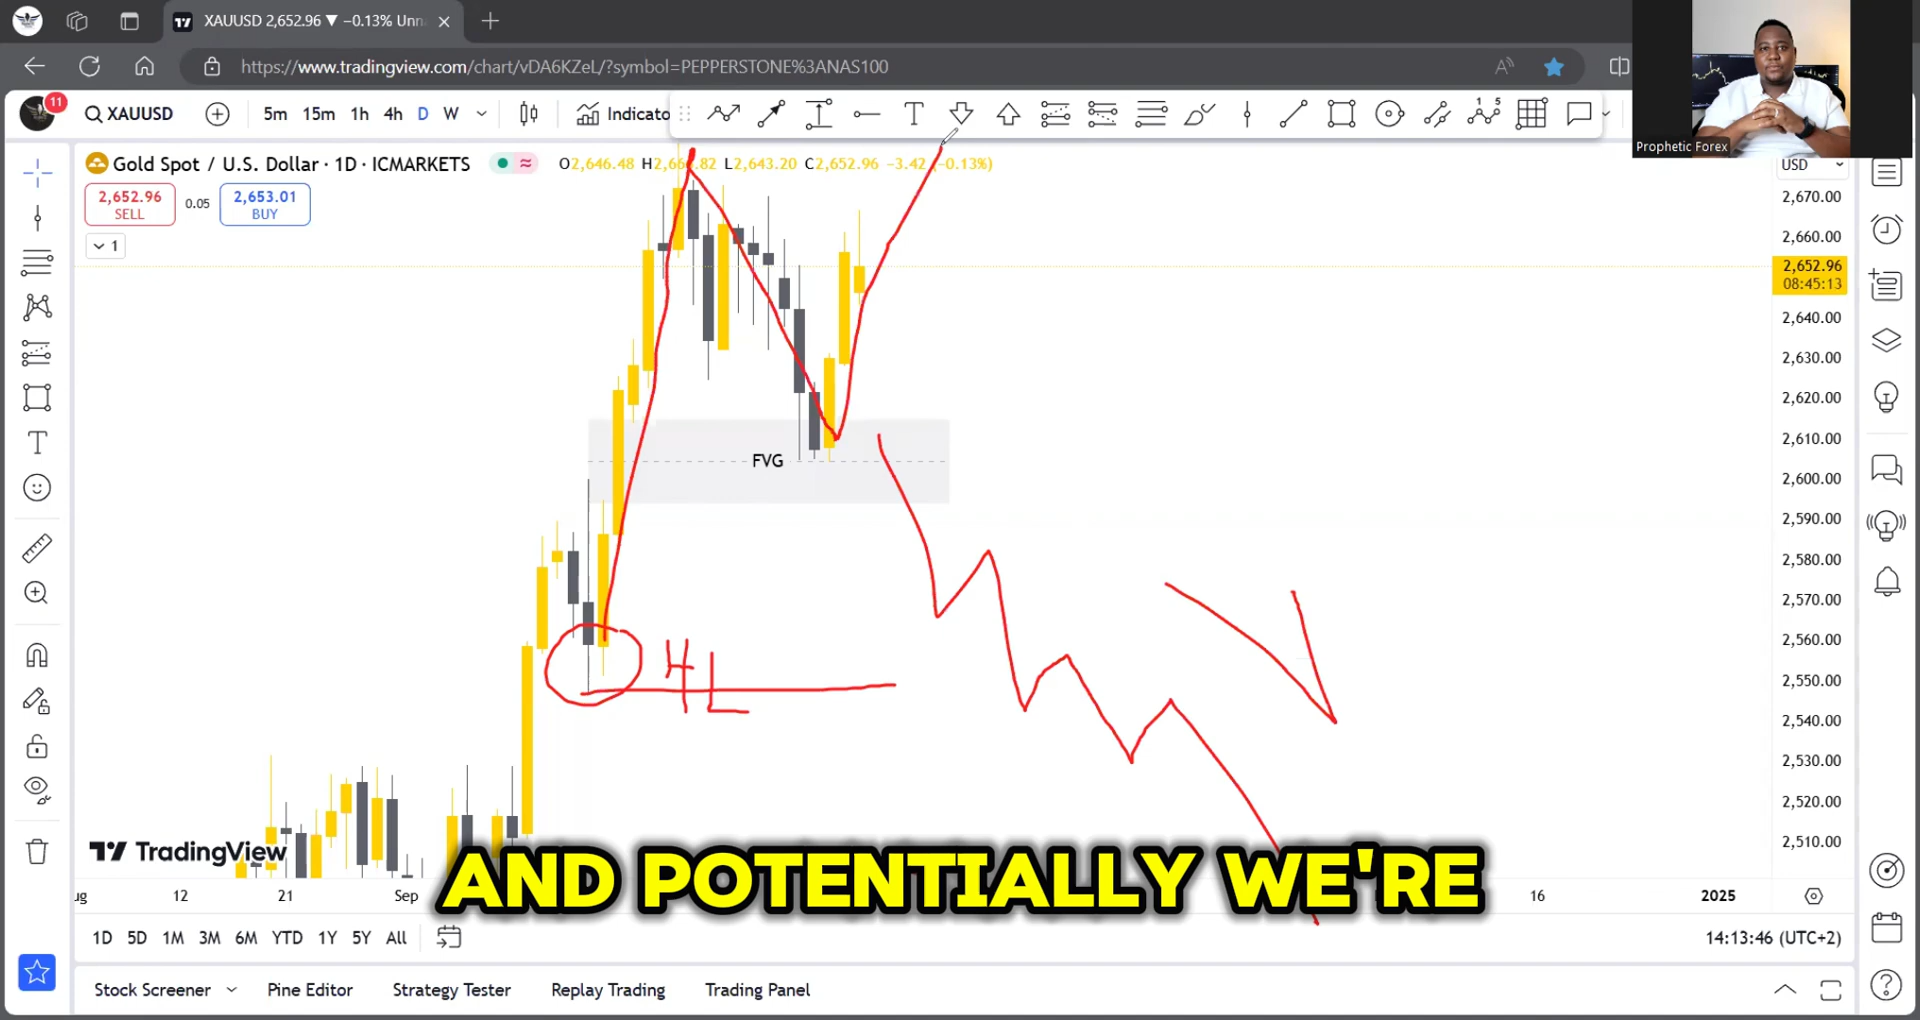 XAUUSD 2,652.96 ▼ −0.13% Unn
https://www.tradingview.com/chart/vDA6KZeL/?symbol=PEPPERSTONE%3ANAS100
Prophetic Forex
11
XAUUSD
5m 15m 1h 4h D W
Indicato
T
1 5
Gold Spot / U.S. Dollar · 1D · ICMARKETS
O2,646.48 L2,643.20 C2,652.96 −3.42 (−0.13%)
USD
2,652.96
SELL
0.05
2,653.01
BUY
1
2,670.00
2,660.00
2,652.96
08:45:13
2,640.00
2,630.00
2,620.00
2,610.00
2,600.00
2,590.00
2,580.00
2,570.00
2,560.00
2,550.00
2,540.00
2,530.00
2,520.00
2,510.00
FVG
HL
TradingView
AND POTENTIALLY WE'RE
ug 12 21 Sep 16 2025
1D 5D 1M 3M 6M YTD 1Y 5Y All
14:13:46 (UTC+2)
Stock Screener Pine Editor Strategy Tester Replay Trading Trading Panel